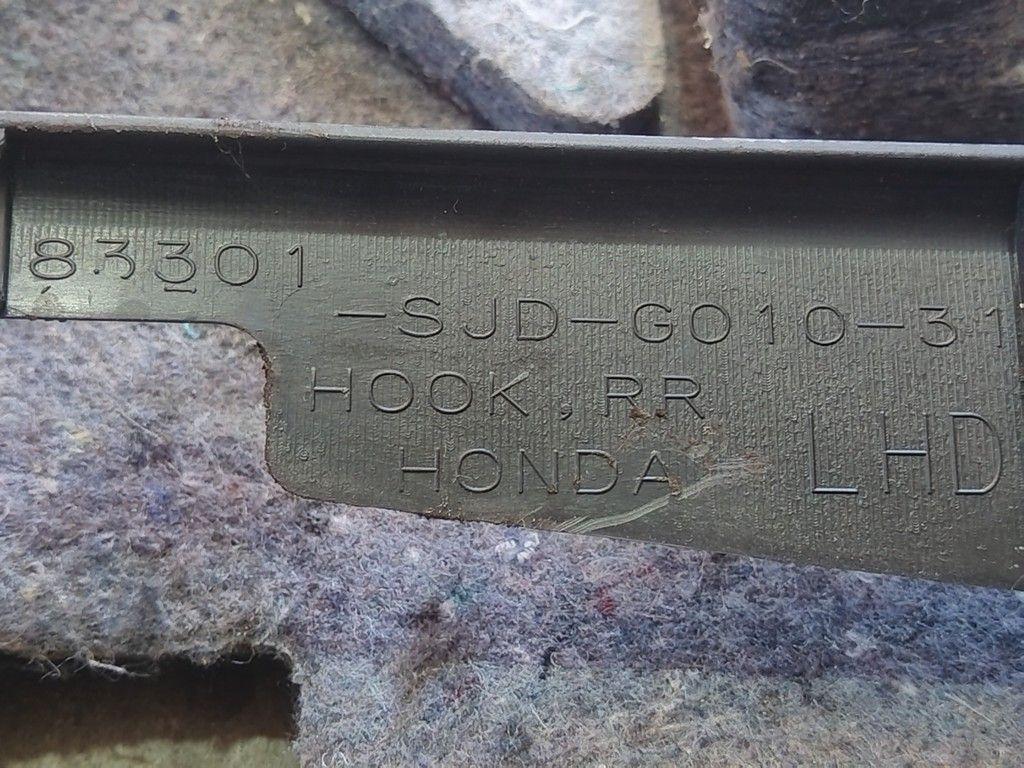 83301
-SJD-G010-31
HOOK, RR
HONDA
LHD